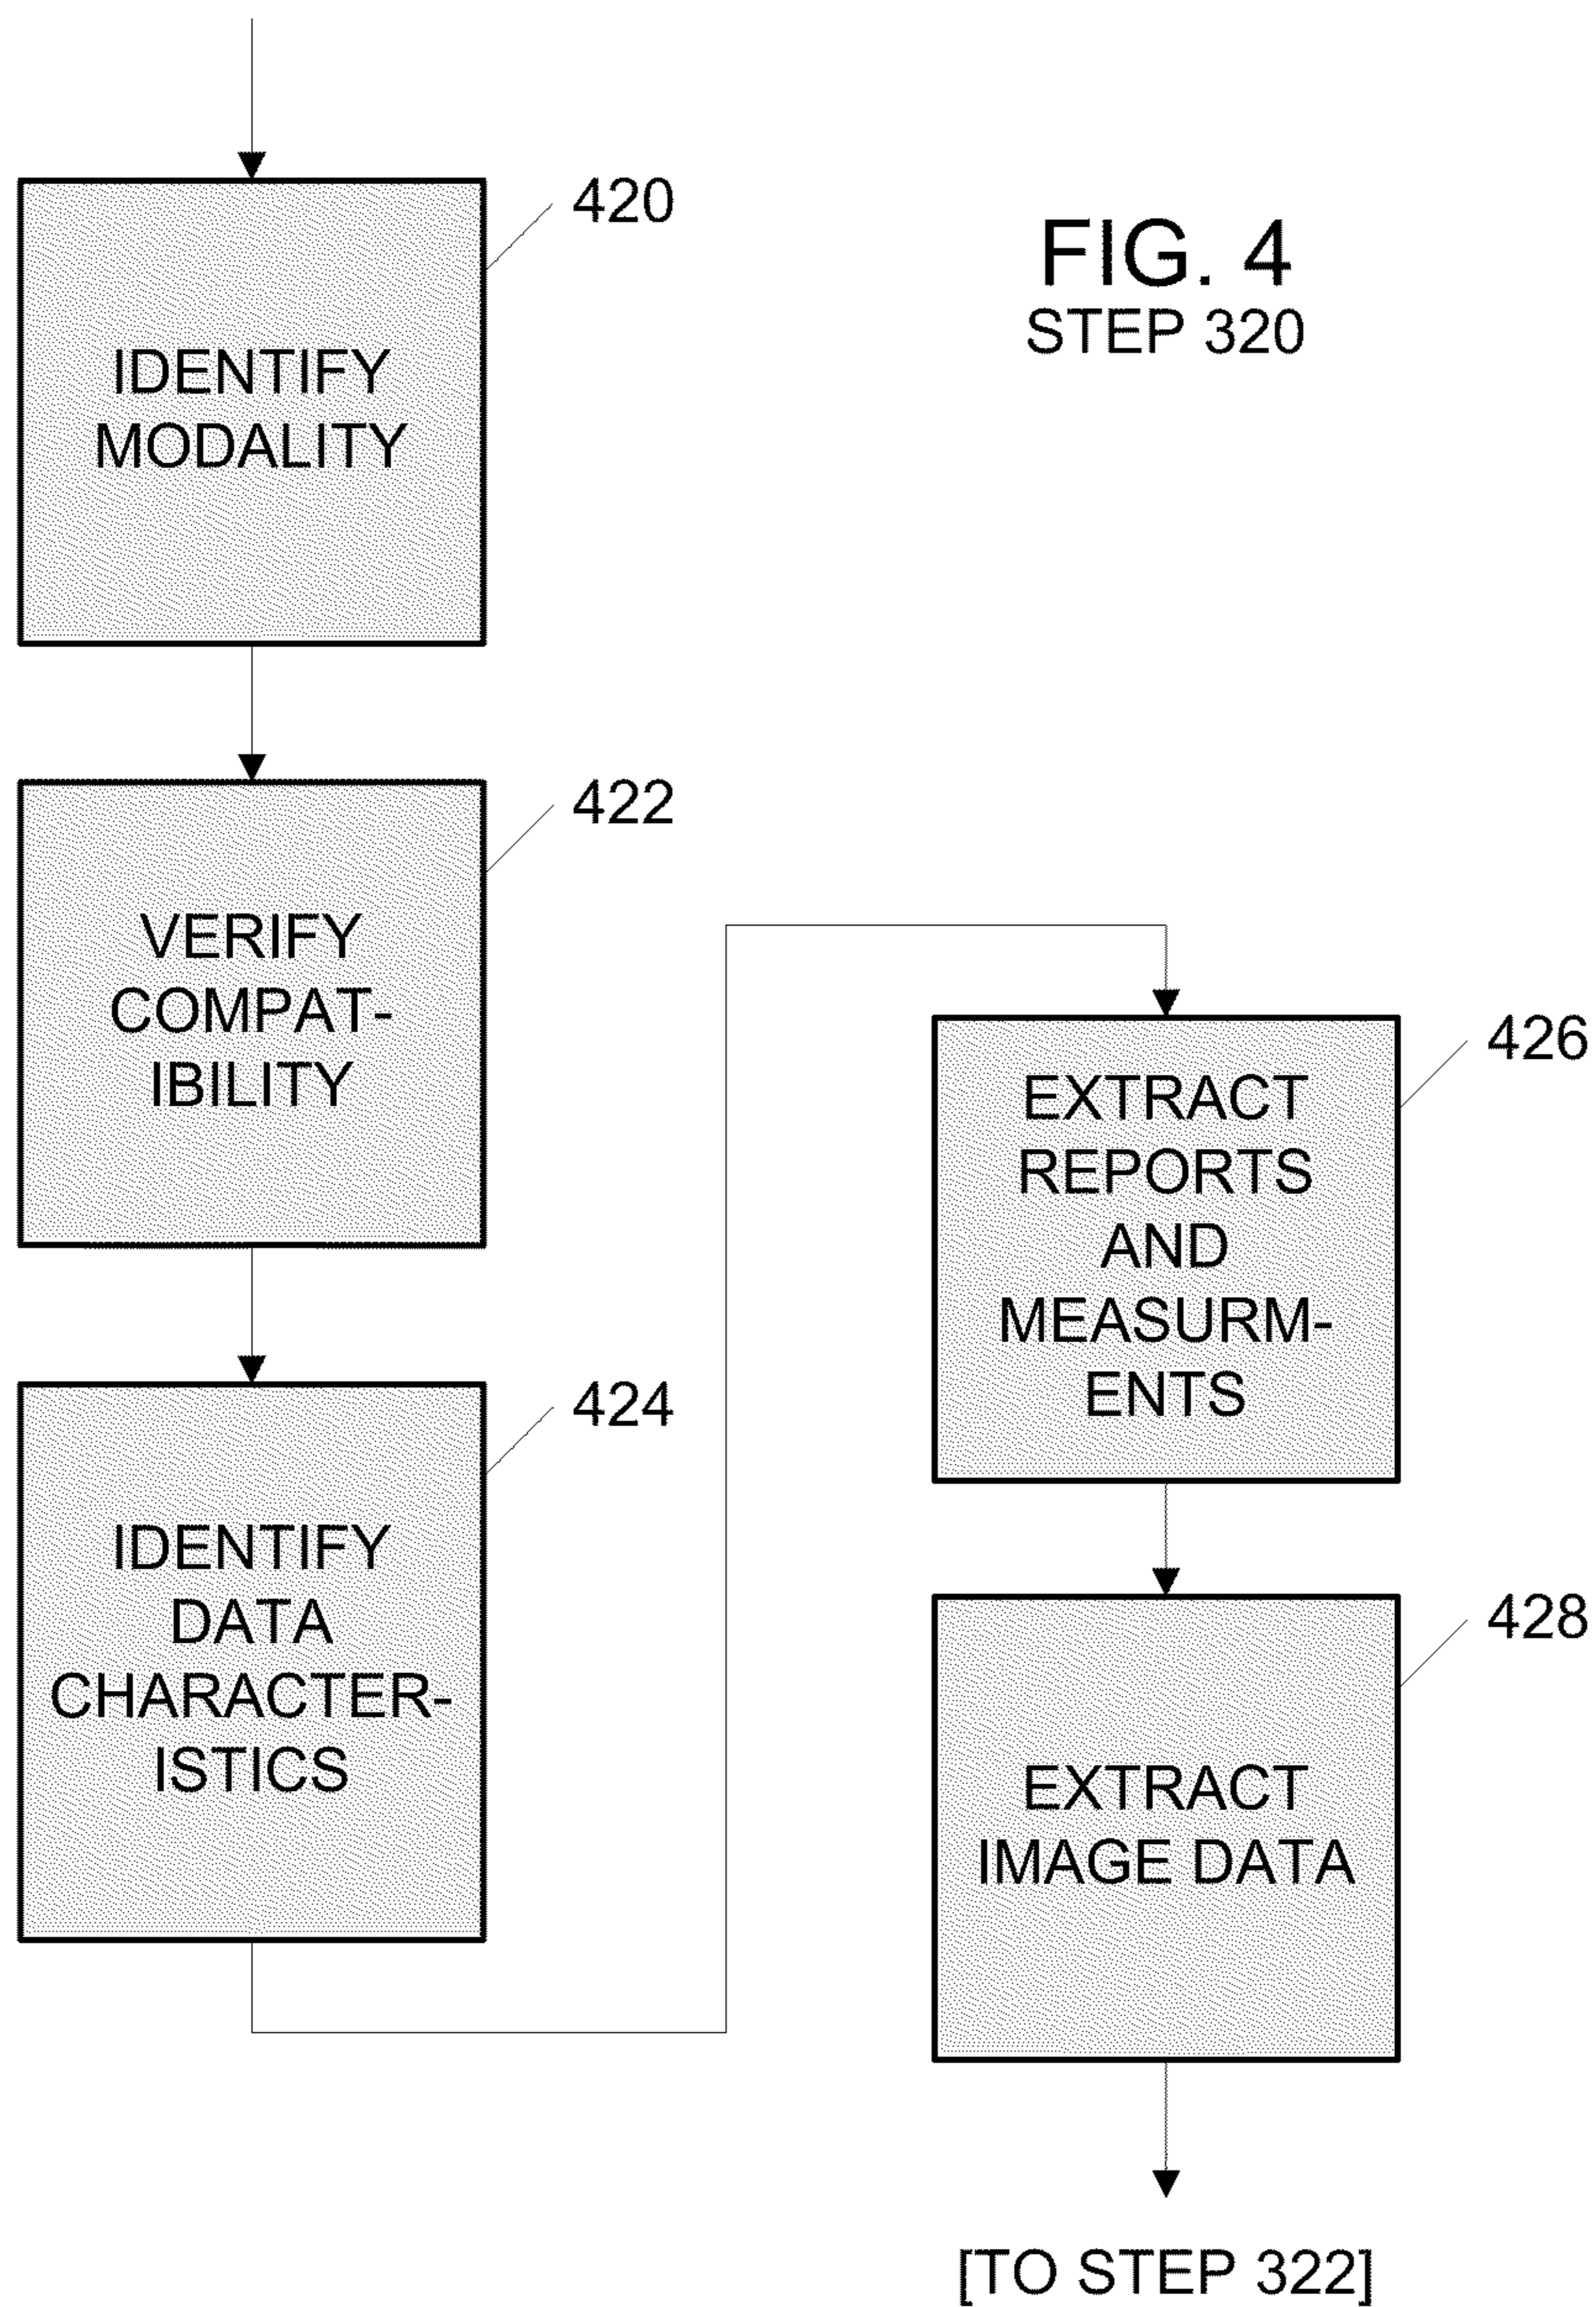 420
FIG. 4
STEP 320
IDENTIFY
MODALITY
422
VERIFY
COMPAT-
IBILITY
424
IDENTIFY
DATA
CHARACTER-
ISTICS
426
EXTRACT
REPORTS
AND
MEASURM-
ENTS
428
EXTRACT
IMAGE DATA
[TO STEP 322]